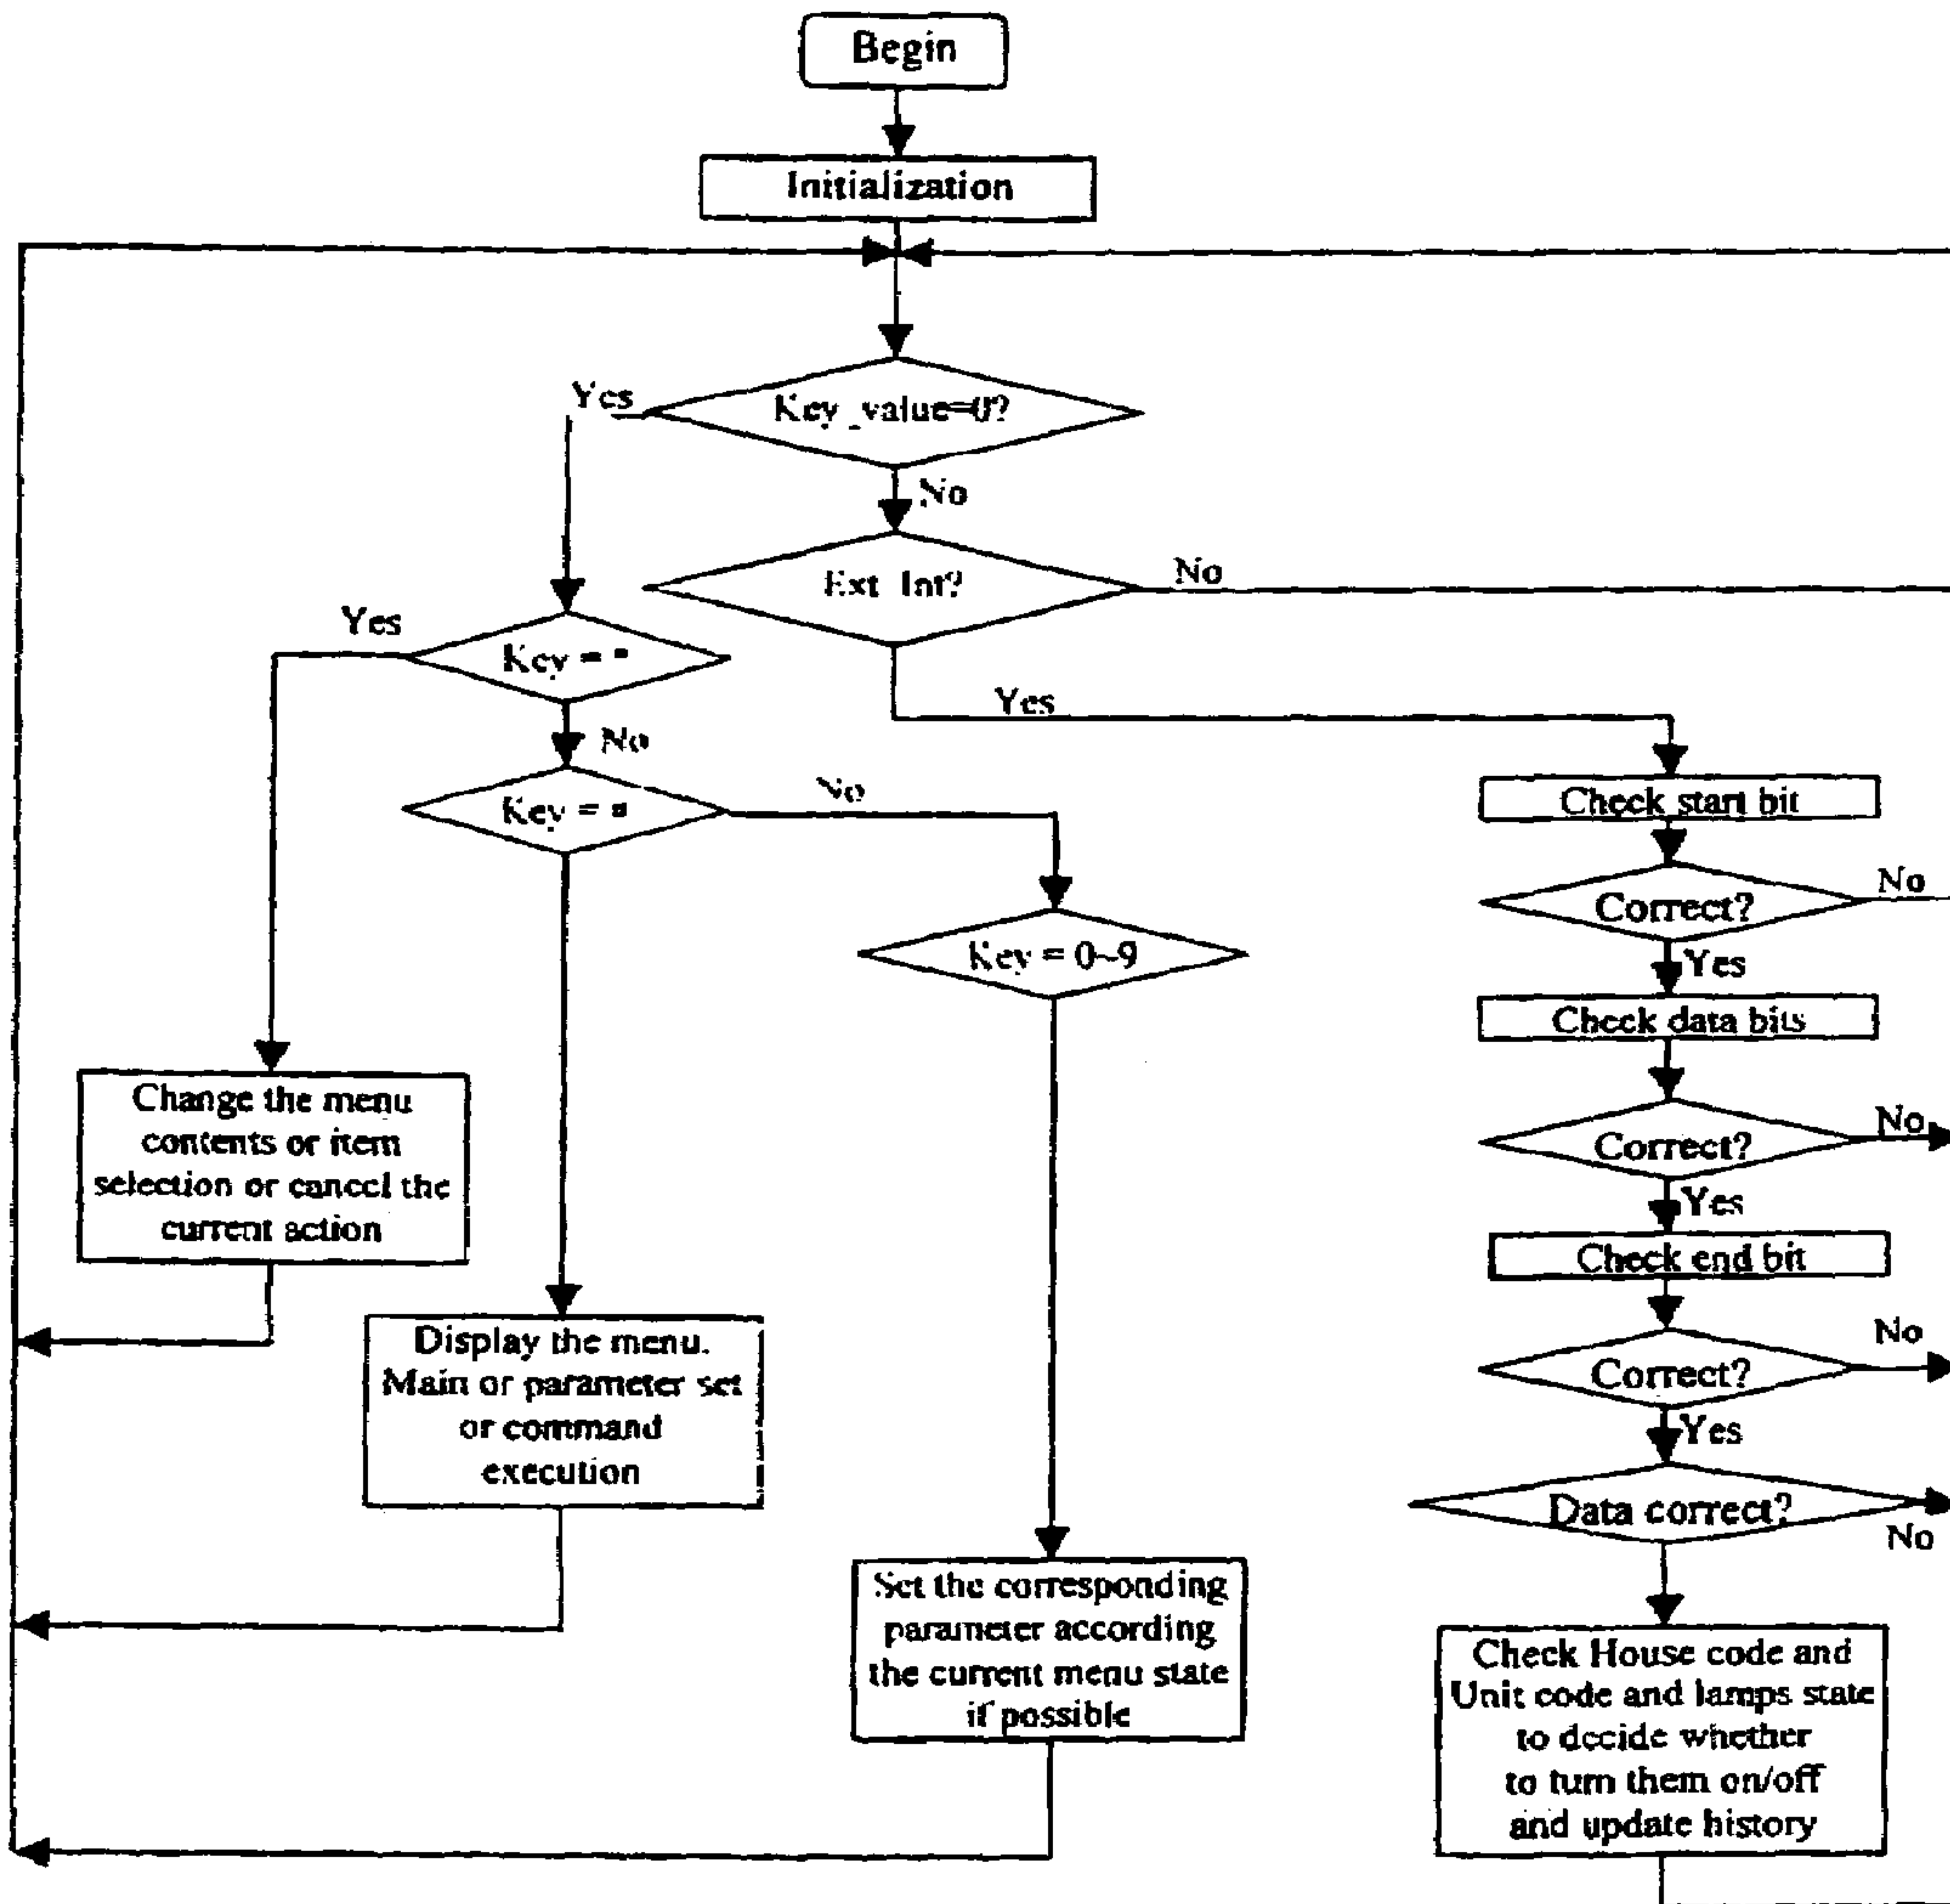 Begin
Initialization
Key_value=0?
Yes
No
Ext Int?
No
Yes
Key =
Yes
No
Key =
No
Key = 0~9
Change the menu
contents or item
selection or cancel the
current action
Display the menu.
Main or parameter set
or command
execution
Set the corresponding
parameter according
the current menu state
if possible
Check start bit
Correct?
No
Yes
Check data bits
Correct?
No
Yes
Check end bit
Correct?
No
Yes
Data correct?
No
Check House code and
Unit code and lamps state
to decide whether
to turn them on/off
and update history